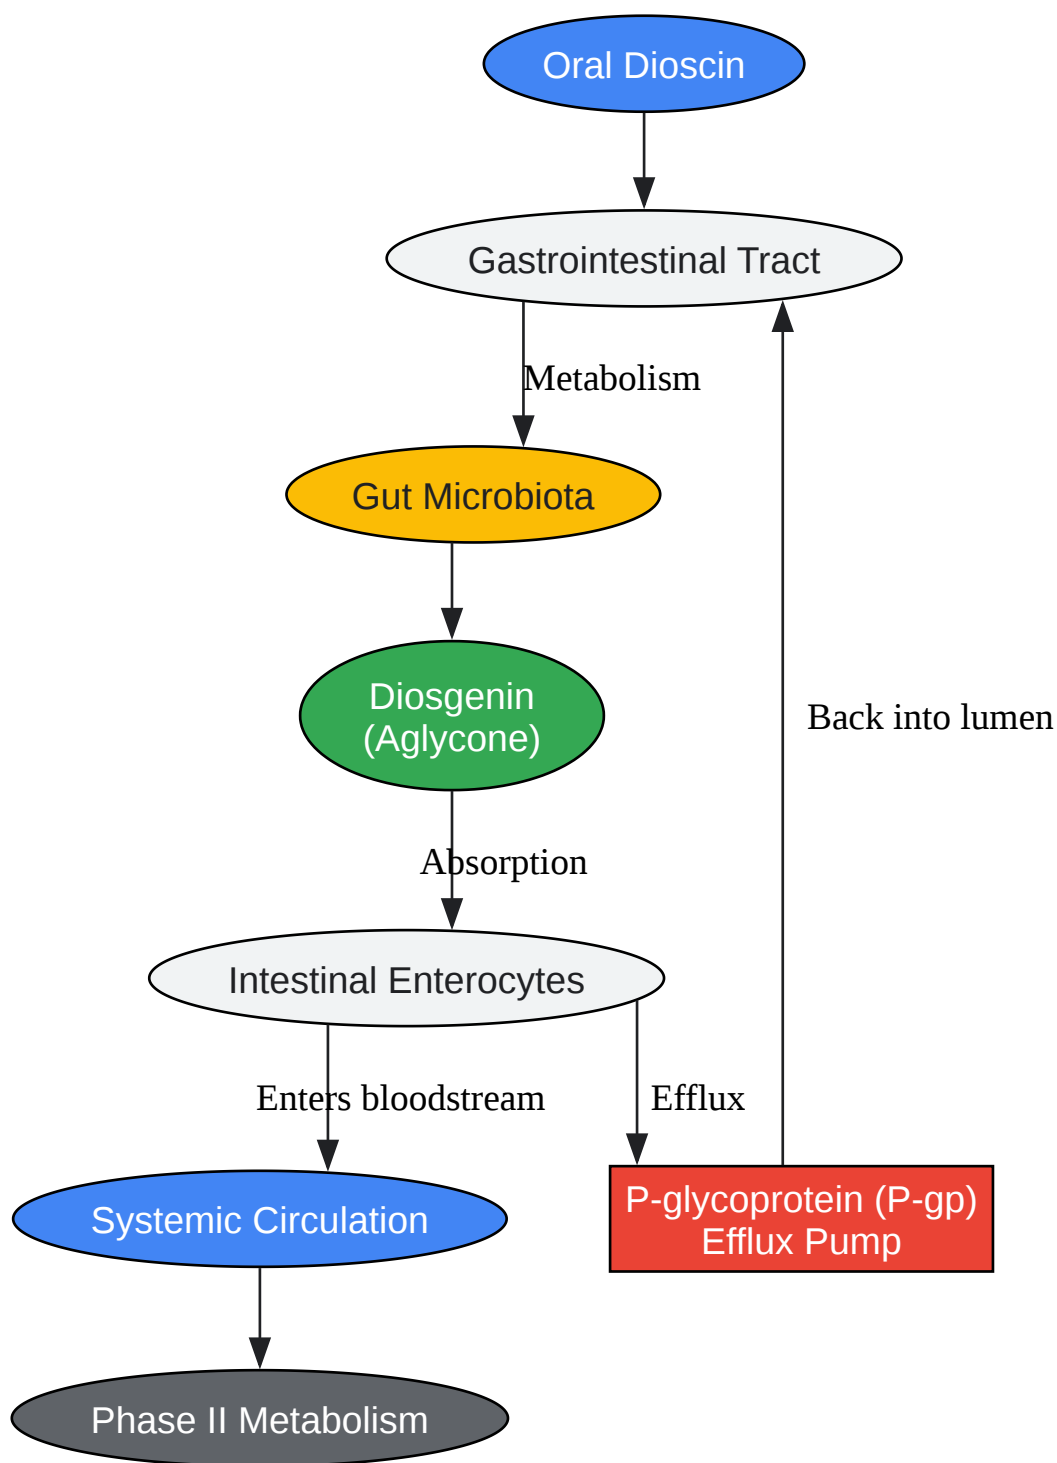 Oral Dioscin
Gastrointestinal Tract
Metabolism
Gut Microbiota
Diosgenin
(Aglycone)
Back into lumen
Absorption
Intestinal Enterocytes
Enters bloodstream
Efflux
P-glycoprotein (P-gp)
Efflux Pump
Systemic Circulation
Phase II Metabolism